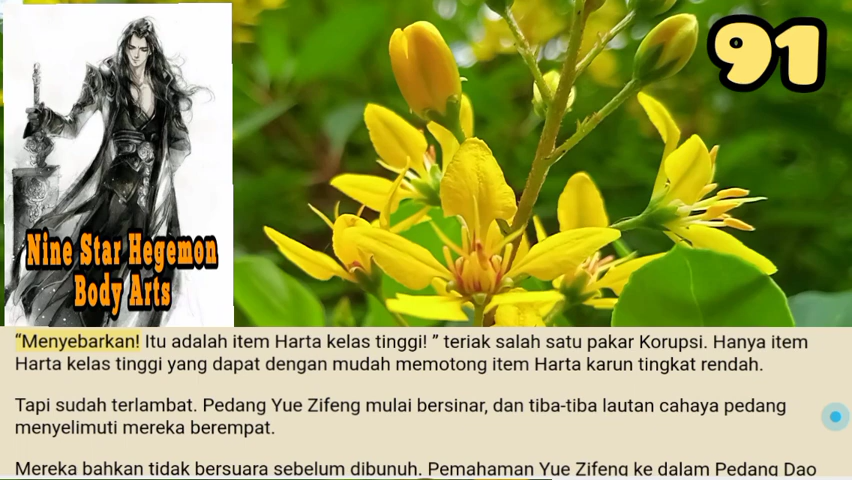 91
Nine Star Hegemon
Body Arts
“Menyebarkan! Itu adalah item Harta kelas tinggi! ” teriak salah satu pakar Korupsi. Hanya item
Harta kelas tinggi yang dapat dengan mudah memotong item Harta karun tingkat rendah.
Tapi sudah terlambat. Pedang Yue Zifeng mulai bersinar, dan tiba-tiba lautan cahaya pedang
menyelimuti mereka berempat.
Mereka bahkan tidak bersuara sebelum dibunuh. Pemahaman Yue Zifeng ke dalam Pedang Dao